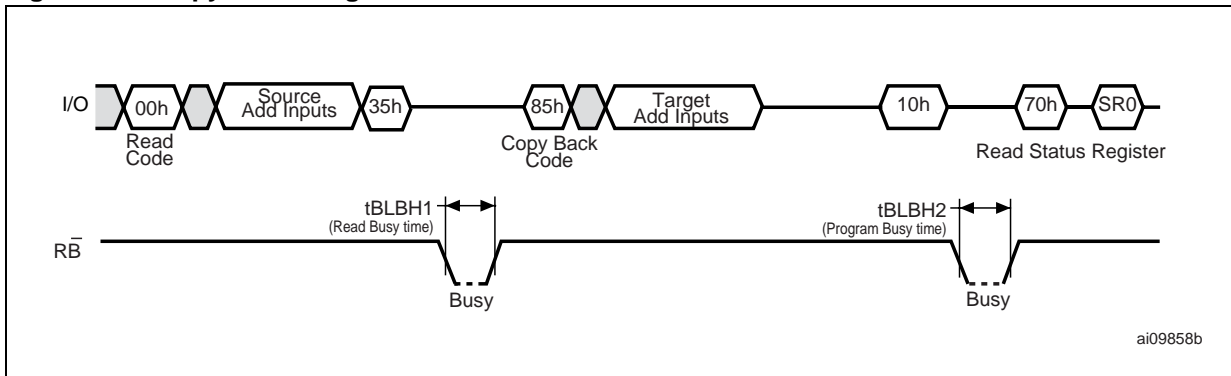 I/O
00h
Source
Add Inputs
35h
85h
Target
Add Inputs
10h
70h
SR0
Read
Code
Copy Back
Code
Read Status Register
tBLBH1
(Read Busy time)
tBLBH2
(Program Busy time)
RB̅
Busy
Busy
ai09858b